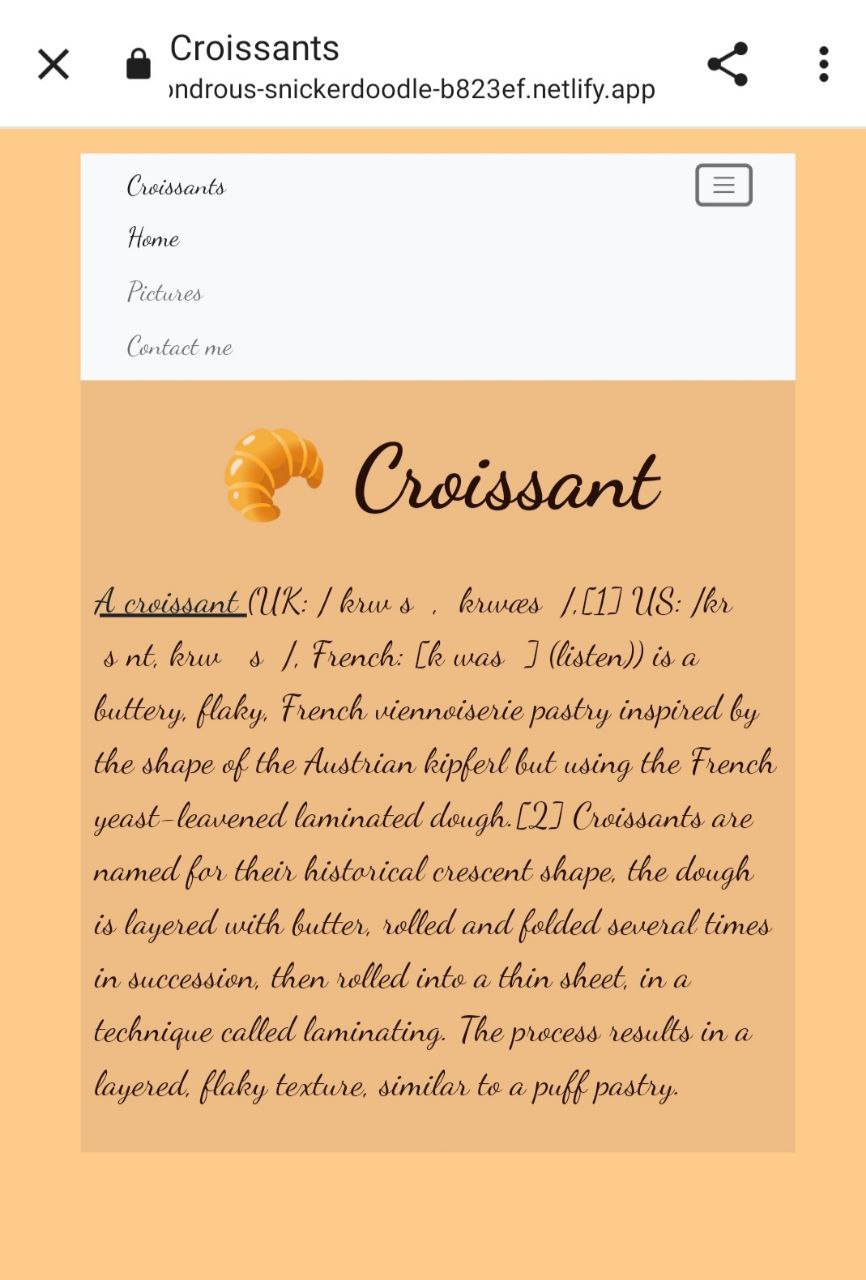 Croissants
ondrous-snickerdoodle-b823ef.netlify.app
Croissants
Home
Pictures
Contact me
Croissant
A croissant (UK: / krw s , krwæs /,[1] US: /kr
s nt, krw s /, French: [k was ] (listen)) is a
buttery, flaky, French viennoiserie pastry inspired by
the shape of the Austrian kipferl but using the French
yeast-leavened laminated dough.[2] Croissants are
named for their historical crescent shape, the dough
is layered with butter, rolled and folded several times
in succession, then rolled into a thin sheet, in a
technique called laminating. The process results in a
layered, flaky texture, similar to a puff pastry.